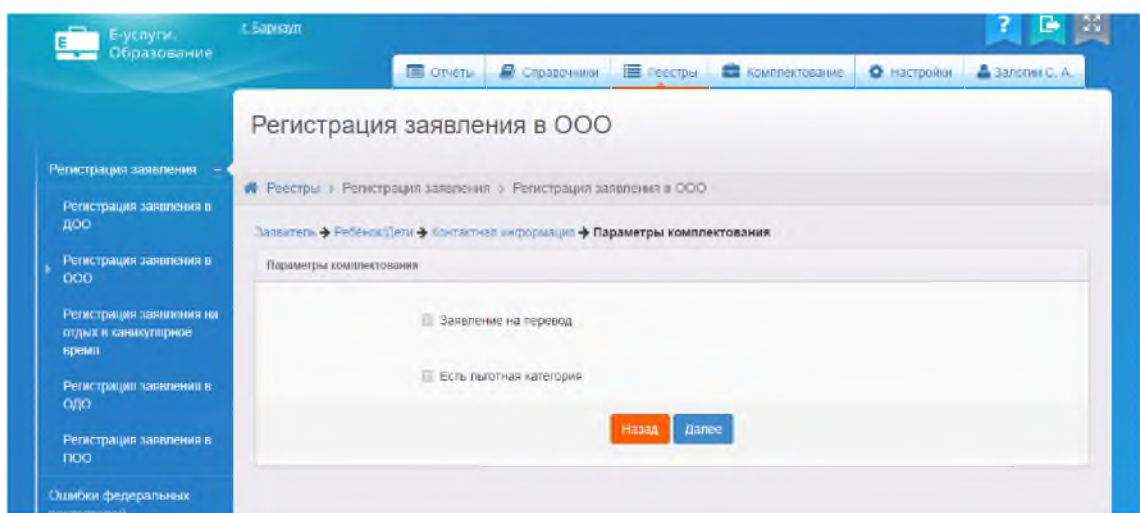 Е-услуги.
Образование
г. Барнаул
?
Отчеты Справочники Реестры Комплектование Настройки Залогин С. А.
Регистрация заявления в ООО
Регистрация заявления –
Реестры > Регистрация заявления > Регистрация заявления в ООО
Регистрация заявления в
ДОО
Заявитель → Ребёнок/Дети → Контактная информация → Параметры комплектования
Регистрация заявления в
ООО
Параметры комплектования
Регистрация заявления на
отдых в каникулярное
время
Заявление на перевод
Есть льготная категория
Регистрация заявления в
ОДО
Назад Далее
Регистрация заявления в
ПОО
Ошибки федеральных